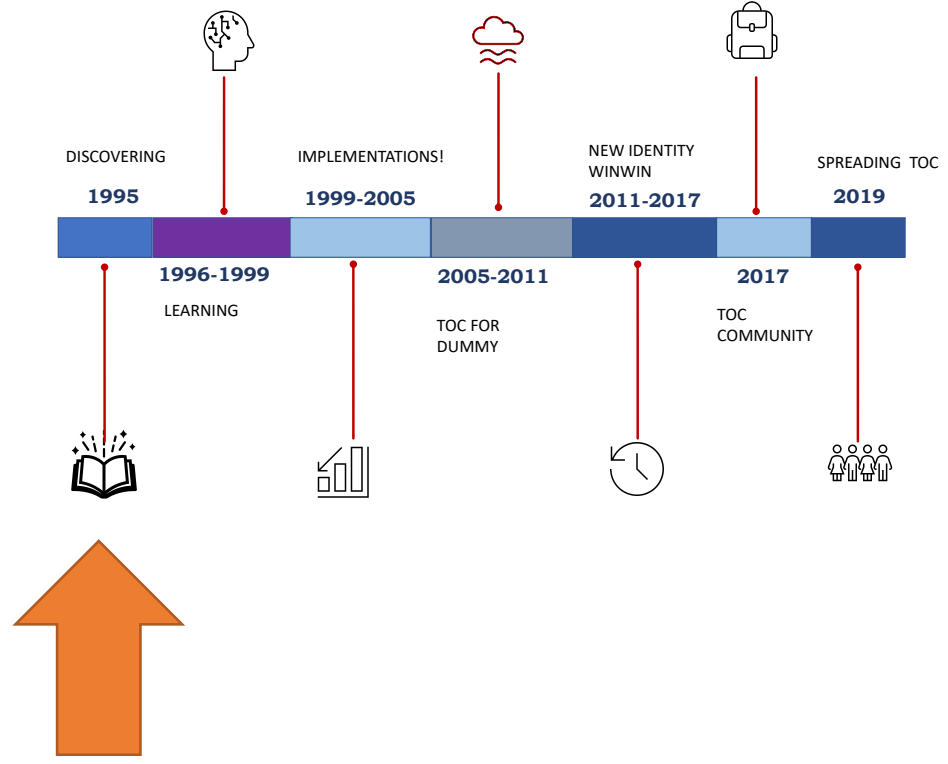 DISCOVERING
1995
1996-1999
LEARNING
IMPLEMENTATIONS!
1999-2005
2005-2011
TOC FOR
DUMMY
NEW IDENTITY
WINWIN
2011-2017
2017
TOC
COMMUNITY
SPREADING TOC
2019